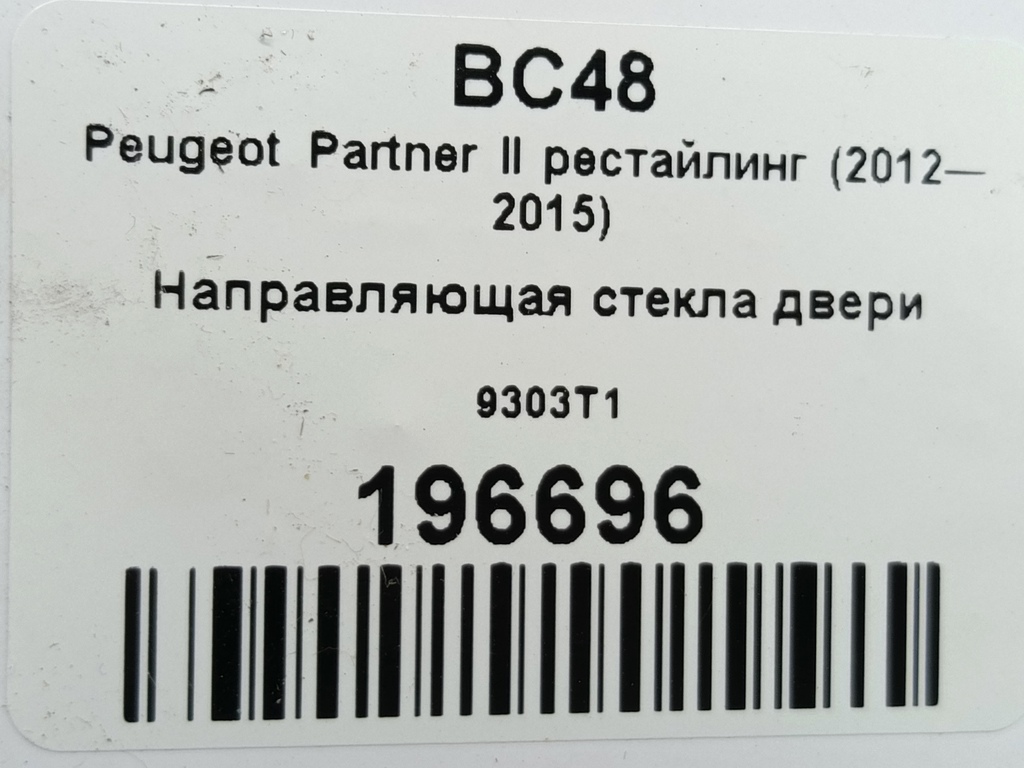 BC48
Peugeot Partner II рестайлинг (2012—
2015)
Направляющая стекла двери
9303T1
196696